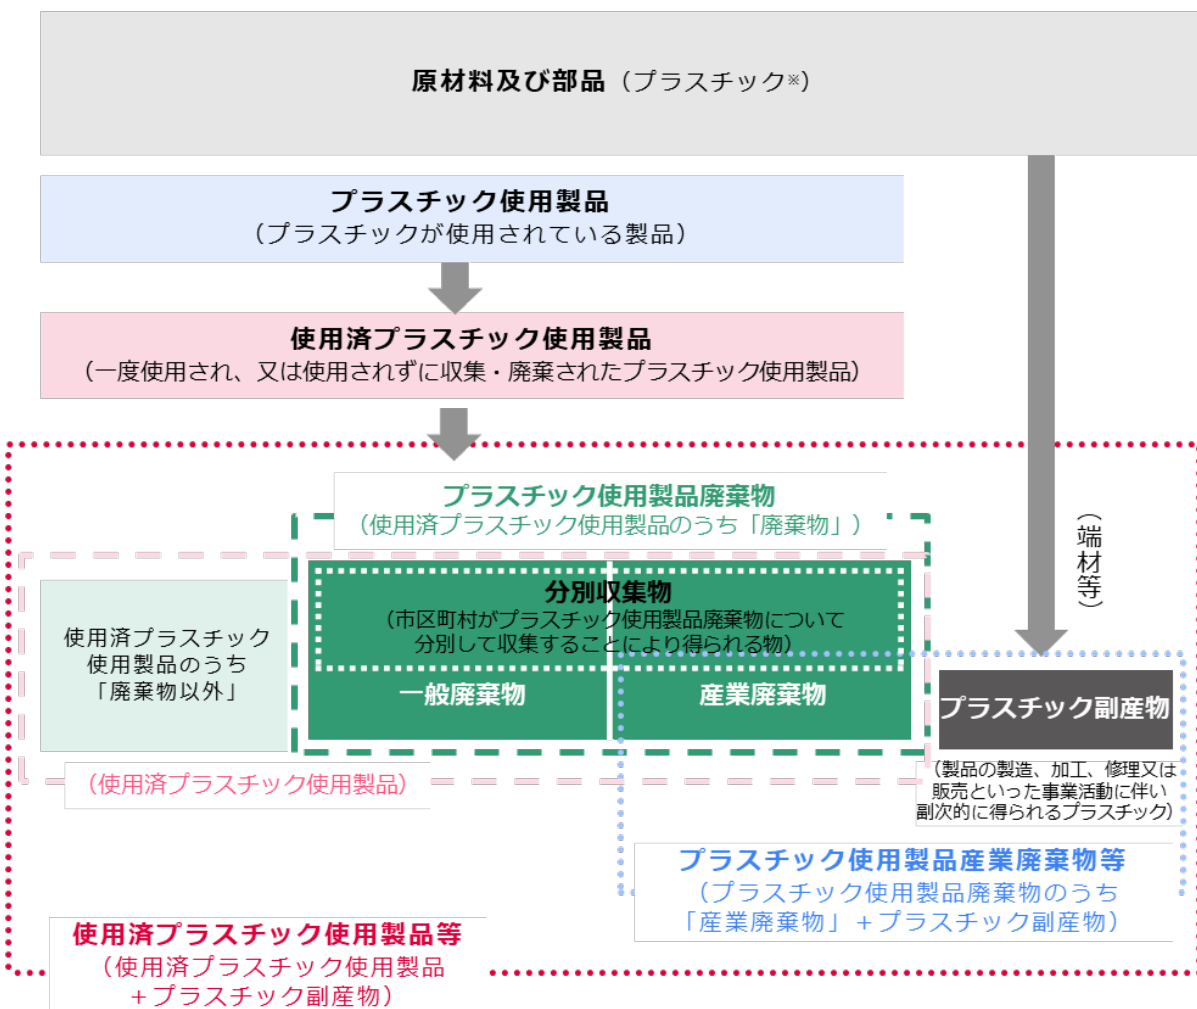 原材料及び部品（プラスチック※）
プラスチック使用製品
（プラスチックが使用されている製品）
使用済プラスチック使用製品
（一度使用され、又は使用されずに収集・廃棄されたプラスチック使用製品）
プラスチック使用製品廃棄物
（使用済プラスチック使用製品のうち「廃棄物」）
（端材等）
使用済プラスチック
使用製品のうち
「廃棄物以外」
分別収集物
（市区町村がプラスチック使用製品廃棄物について
分別して収集することにより得られる物）
一般廃棄物
産業廃棄物
プラスチック副産物
（製品の製造、加工、修理又は
販売といった事業活動に伴い
副次的に得られるプラスチック）
（使用済プラスチック使用製品）
プラスチック使用製品産業廃棄物等
（プラスチック使用製品廃棄物のうち
「産業廃棄物」＋プラスチック副産物）
使用済プラスチック使用製品等
（使用済プラスチック使用製品
＋プラスチック副産物）